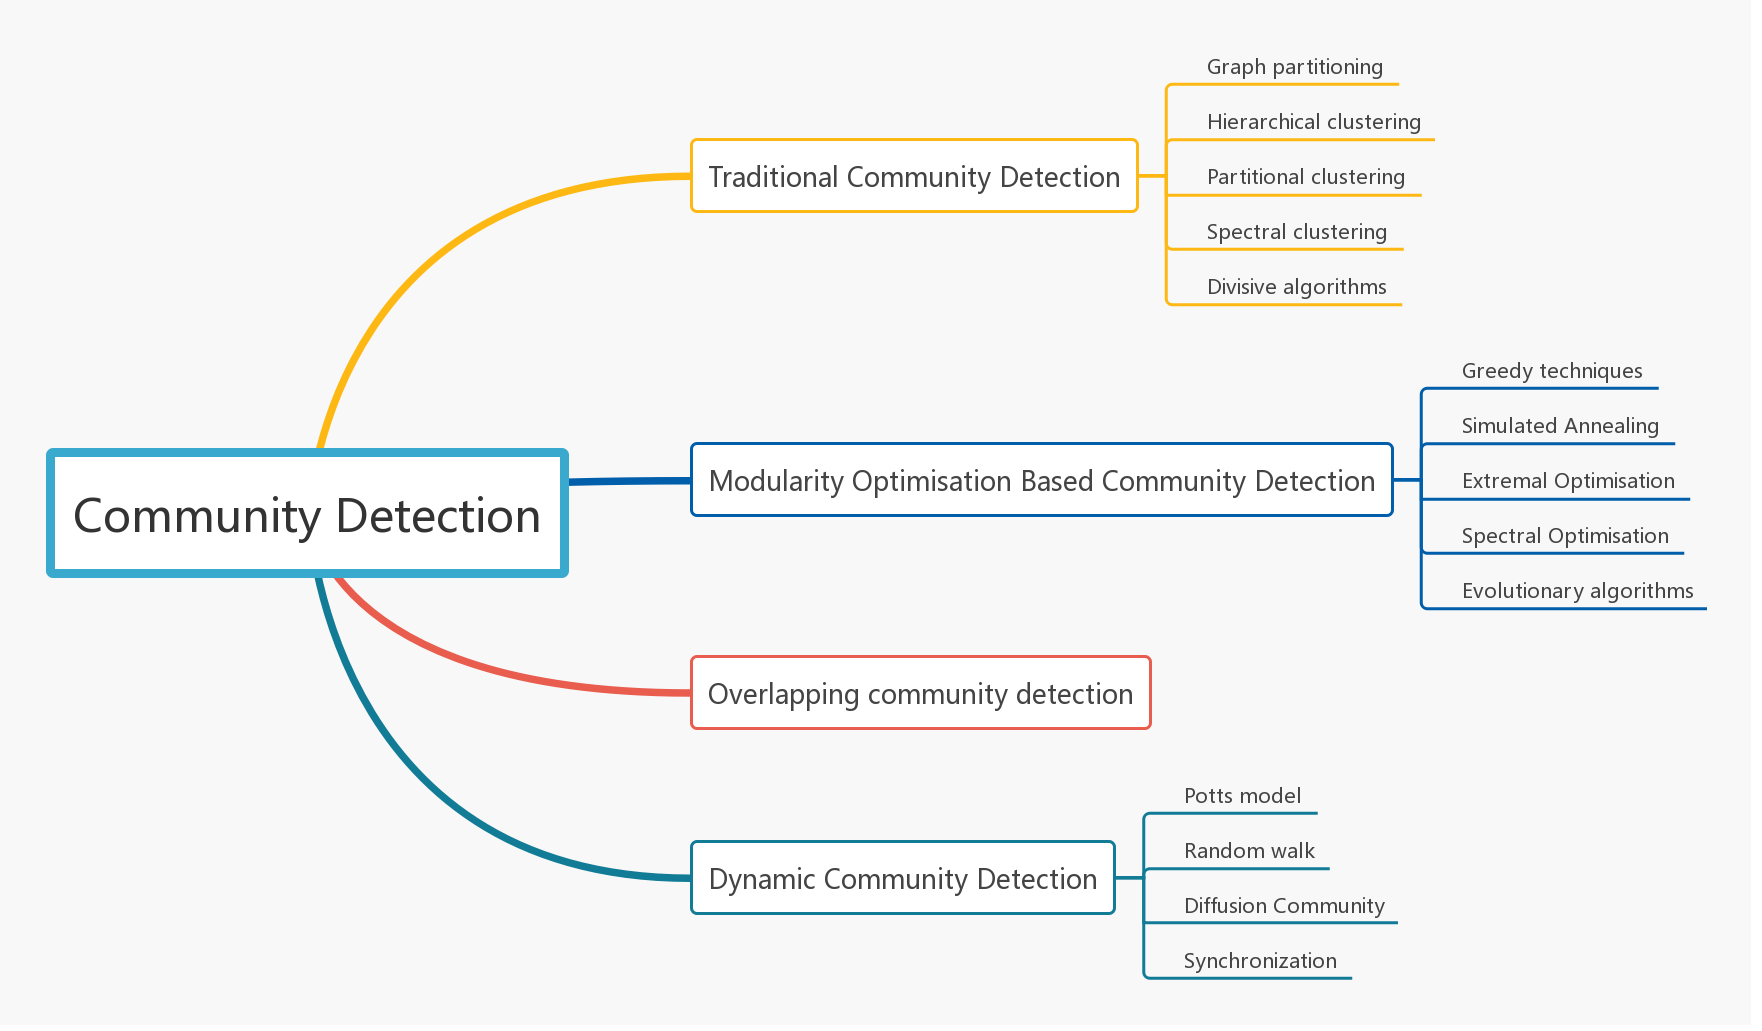 Community Detection
Traditional Community Detection
Graph partitioning
Hierarchical clustering
Partitional clustering
Spectral clustering
Divisive algorithms
Modularity Optimisation Based Community Detection
Greedy techniques
Simulated Annealing
Extremal Optimisation
Spectral Optimisation
Evolutionary algorithms
Overlapping community detection
Dynamic Community Detection
Potts model
Random walk
Diffusion Community
Synchronization